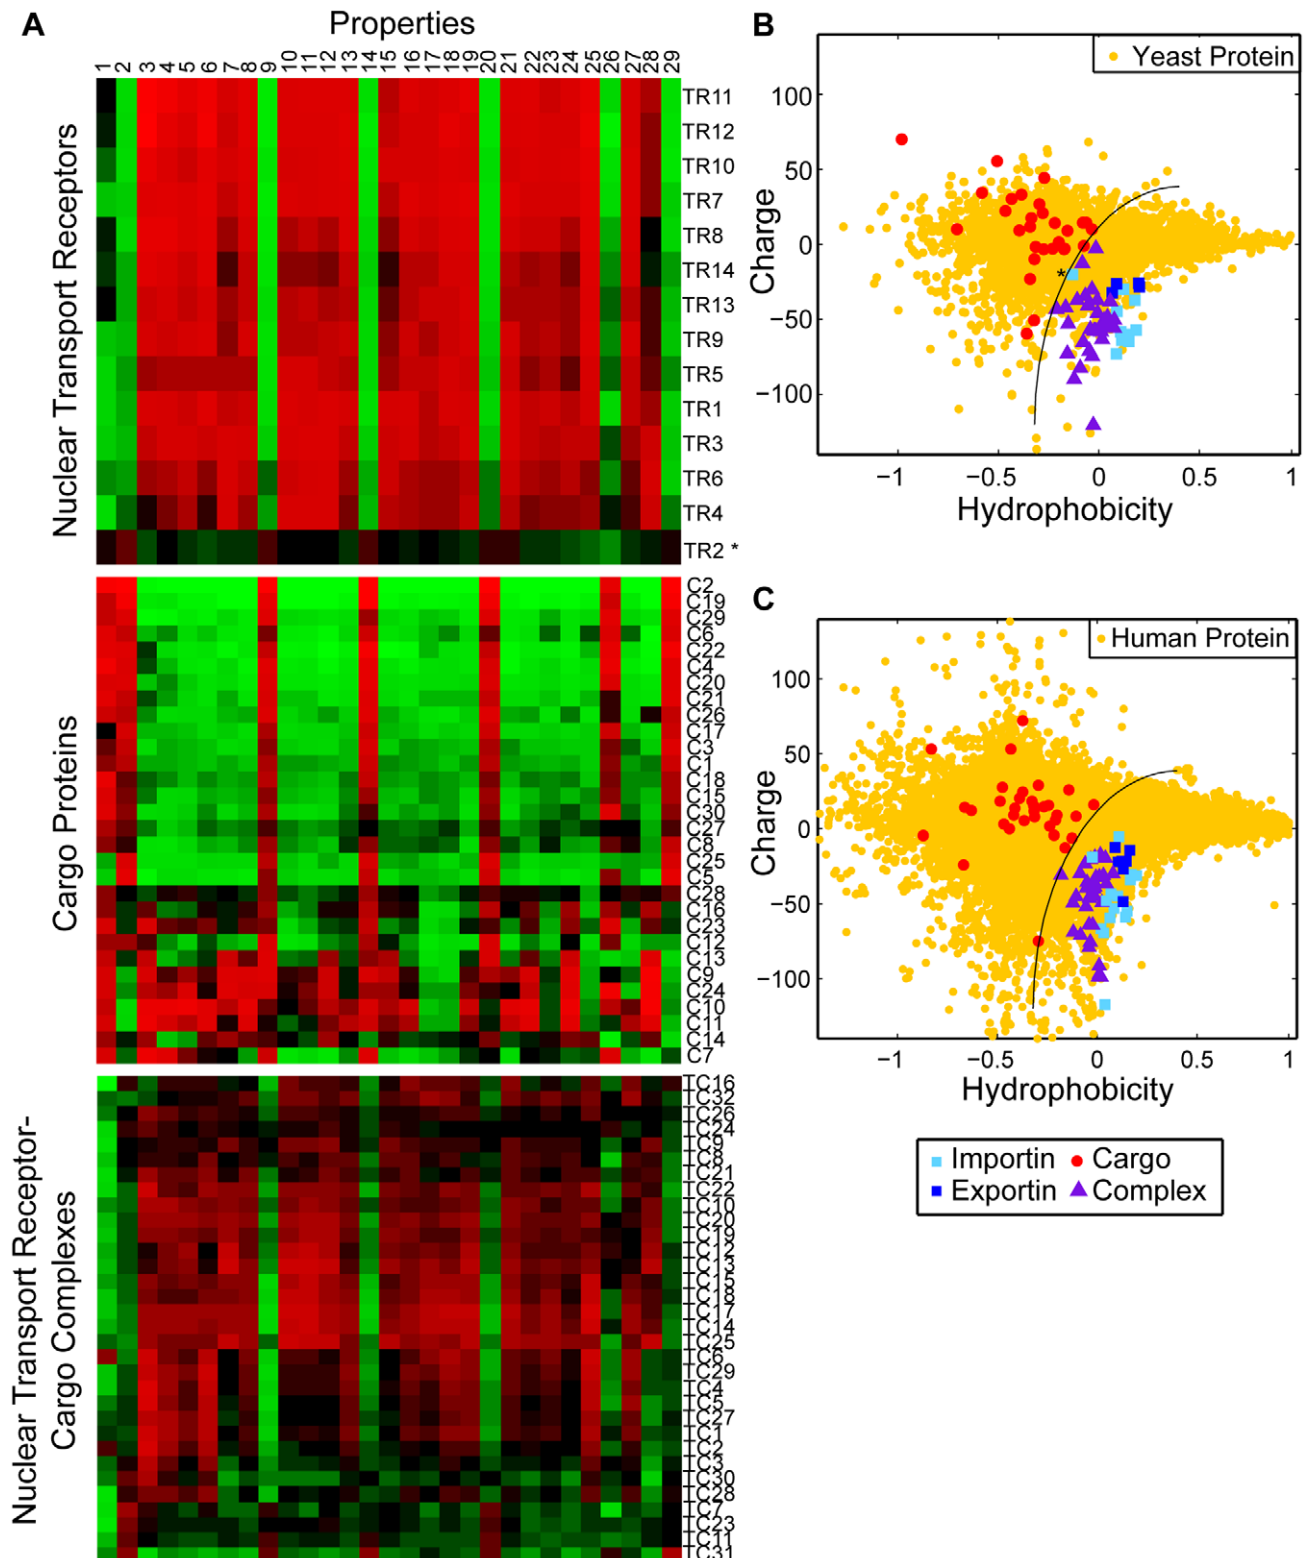 A
Properties
1 2 3 4 5 6 7 8 9 10 11 12 13 14 15 16 17 18 19 20 21 22 23 24 25 26 27 28 29
Nuclear Transport Receptors
TR11
TR12
TR10
TR7
TR8
TR14
TR13
TR9
TR5
TR1
TR3
TR6
TR4
TR2 *
Cargo Proteins
C2
C19
C29
C6
C22
C4
C20
C21
C26
C17
C3
C1
C18
C15
C30
C27
C8
C25
C5
C28
C16
C23
C12
C13
C9
C24
C10
C11
C14
C7
Nuclear Transport Receptor-
Cargo Complexes
TC16
TC32
TC26
TC24
TC9
TC8
TC21
TC22
TC10
TC20
TC19
TC12
TC13
TC15
TC18
TC17
TC14
TC25
TC6
TC29
TC4
TC5
TC27
TC1
TC2
TC3
TC30
TC28
TC7
TC23
TC11
TC31
B
Yeast Protein
Charge
100
50
0
−50
−100
*
−1 −0.5 0 0.5 1
Hydrophobicity
C
Human Protein
Charge
100
50
0
−50
−100
−1 −0.5 0 0.5 1
Hydrophobicity
Importin Cargo
Exportin Complex